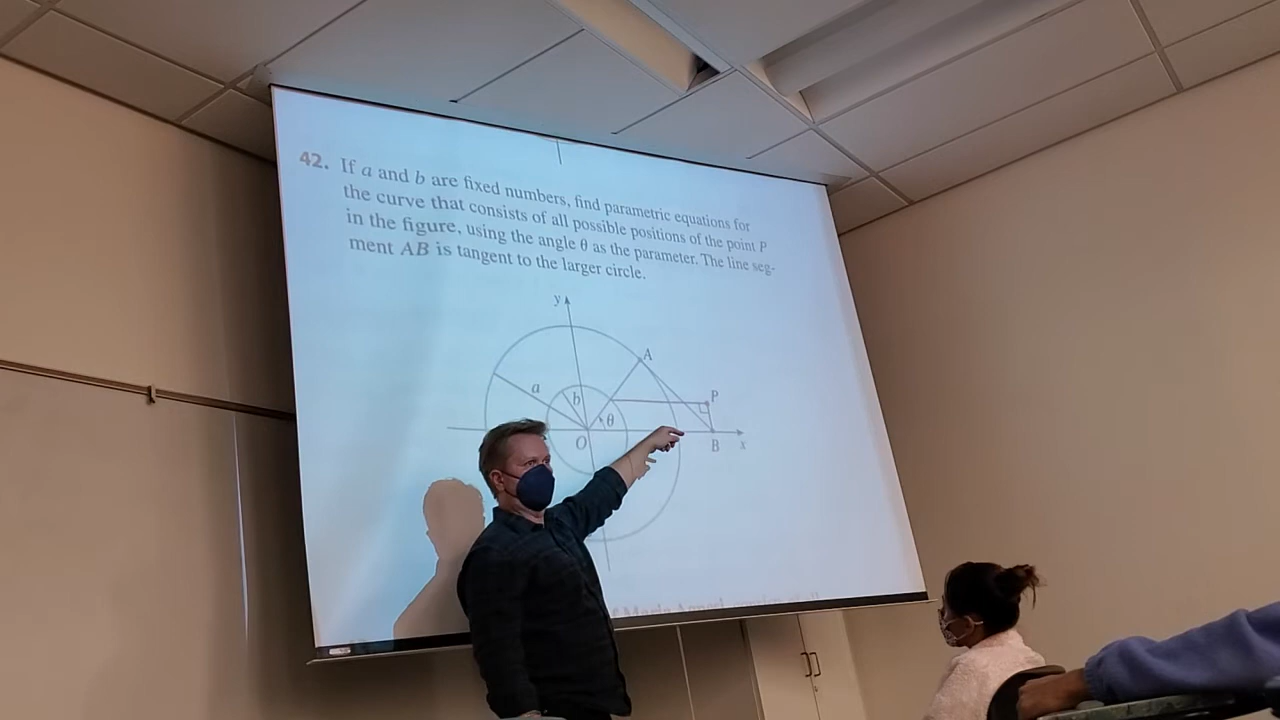 42. If a and b are fixed numbers, find parametric equations for
the curve that consists of all possible positions of the point P
in the figure, using the angle θ as the parameter. The line seg-
ment AB is tangent to the larger circle.
y
A
a
b
P
θ
O
B
x